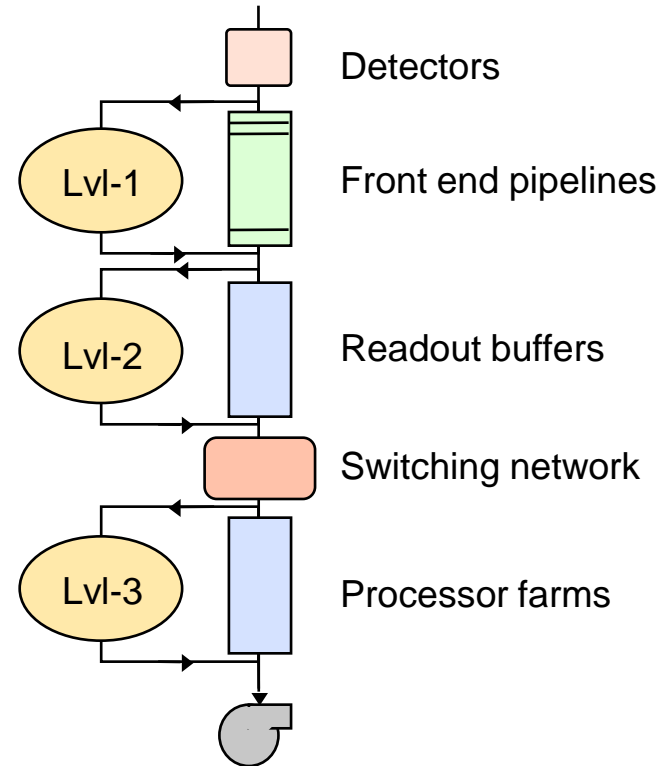 Detectors
Lvl-1
Front end pipelines
Lvl-2
Readout buffers
Switching network
Lvl-3
Processor farms